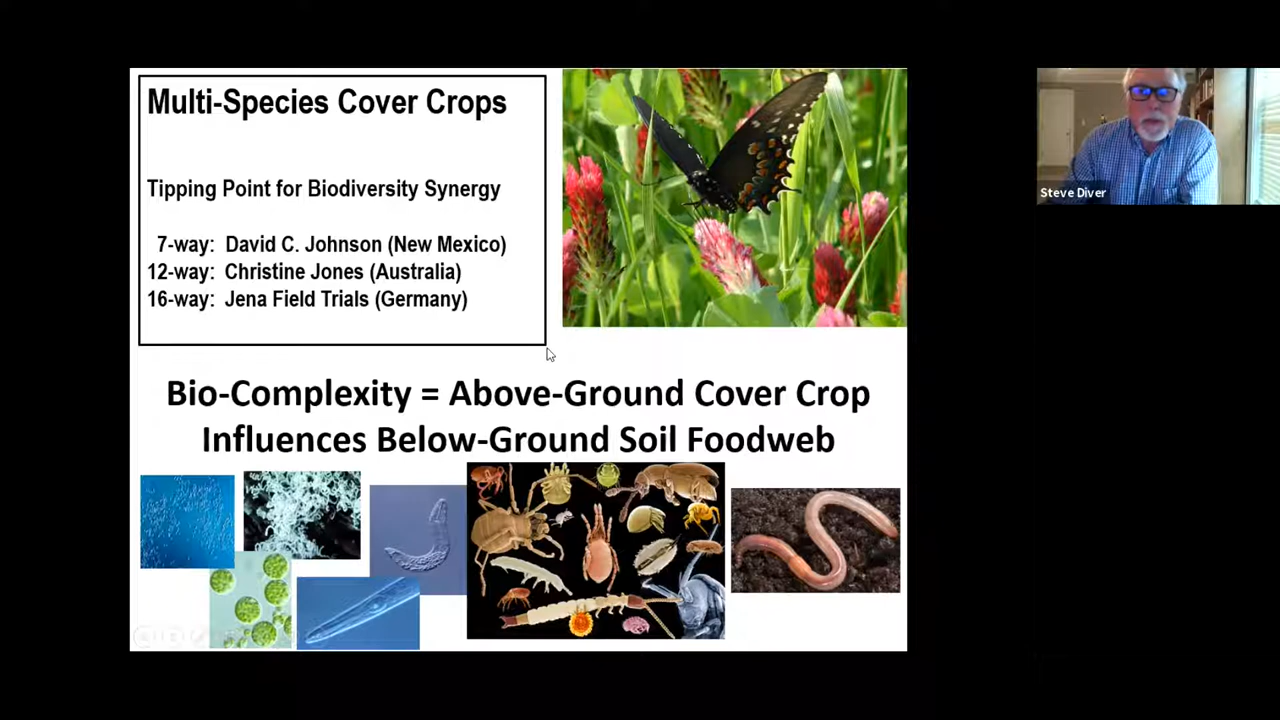 Multi-Species Cover Crops
Tipping Point for Biodiversity Synergy
7-way: David C. Johnson (New Mexico)
12-way: Christine Jones (Australia)
16-way: Jena Field Trials (Germany)
Bio-Complexity = Above-Ground Cover Crop
Influences Below-Ground Soil Foodweb
Steve Diver